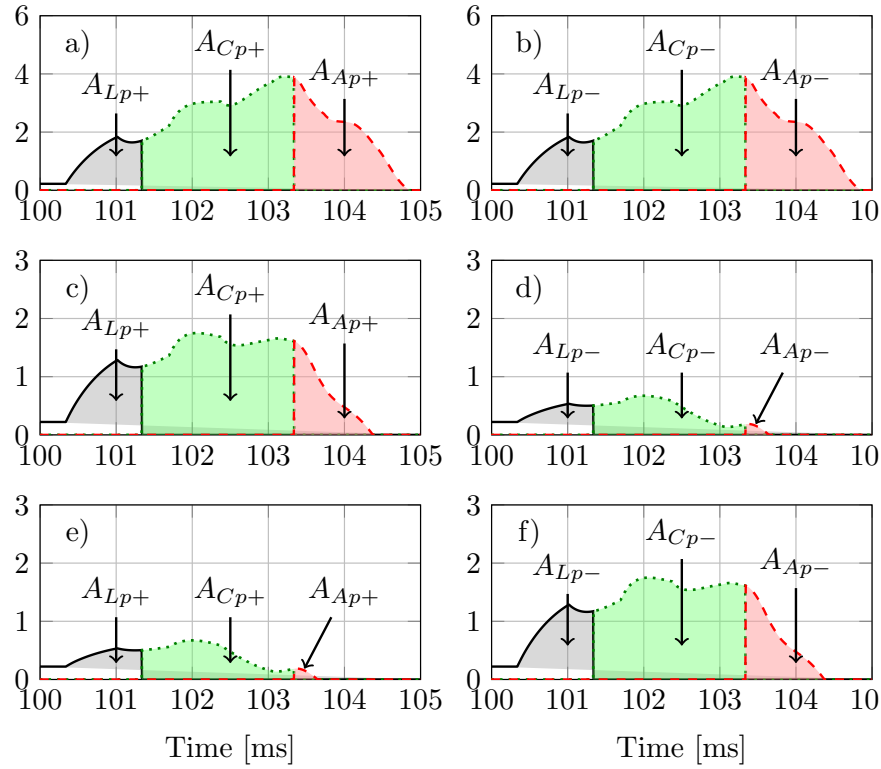 6
4
2
0
a)
$A_{Lp+}$
$A_{Cp+}$
$A_{Ap+}$
100 101 102 103 104 105
6
4
2
0
b)
$A_{Lp-}$
$A_{Cp-}$
$A_{Ap-}$
100 101 102 103 104 10
3
2
1
0
c)
$A_{Lp+}$
$A_{Cp+}$
$A_{Ap+}$
100 101 102 103 104 105
3
2
1
0
d)
$A_{Lp-}$
$A_{Cp-}$
$A_{Ap-}$
100 101 102 103 104 10
3
2
1
0
e)
$A_{Lp+}$
$A_{Cp+}$
$A_{Ap+}$
100 101 102 103 104 105
Time [ms]
3
2
1
0
f)
$A_{Lp-}$
$A_{Cp-}$
$A_{Ap-}$
100 101 102 103 104 10
Time [ms]